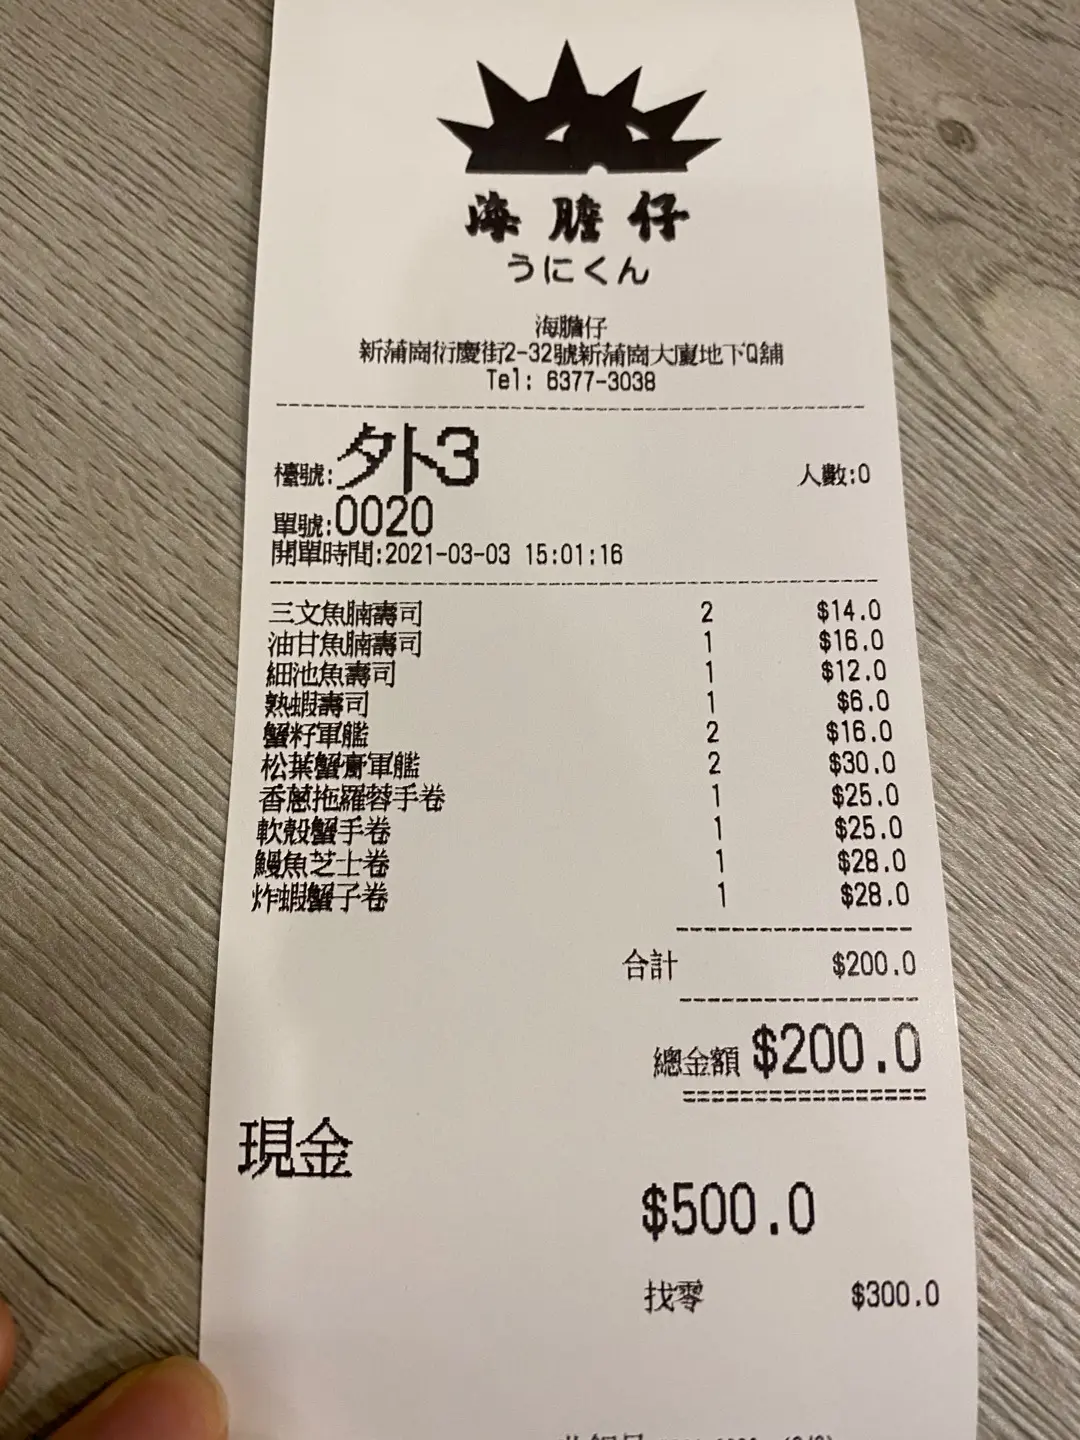 海膽仔
うにくん
海膽仔
新蒲崗衍慶街2-32號新蒲崗大廈地下Q舖
Tel: 6377-3038
檯號:外3 人數:0
單號:0020
開單時間:2021-03-03 15:01:16
三文魚腩壽司 2 $14.0
油甘魚腩壽司 1 $16.0
細池魚壽司 1 $12.0
熟蝦壽司 1 $6.0
蟹籽軍艦 2 $16.0
松葉蟹膏軍艦 2 $30.0
香蔥拖羅蓉手卷 1 $25.0
軟殼蟹手卷 1 $25.0
鰻魚芝士卷 1 $28.0
炸蝦蟹子卷 1 $28.0
合計 $200.0
總金額 $200.0
現金
$500.0
找零 $300.0